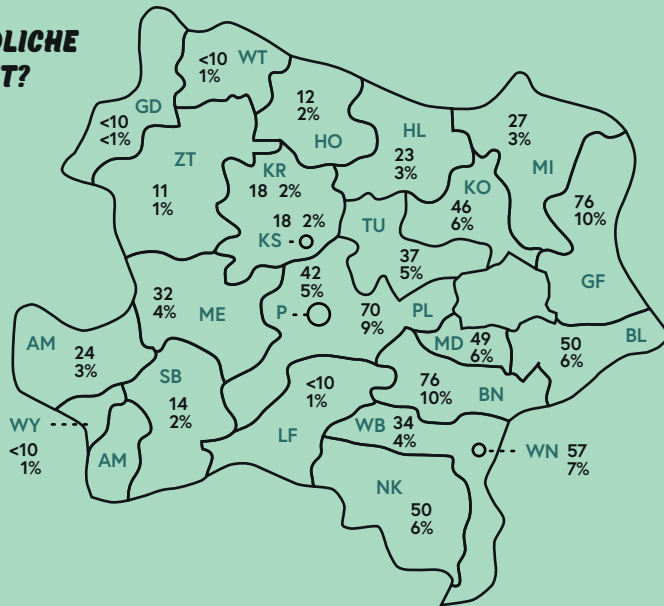 DLICHE
T?
<10 WT
1%
GD
<10
<1%
12
2%
HO
HL
23
3%
27
3%
MI
ZT
11
1%
KR
18 2%
18 2%
KS
TU
37
5%
KO
46
6%
76
10%
GF
42
5%
P
70
9%
PL
32
4%
ME
MD 49
6%
50
6%
BL
AM
24
3%
SB
14
2%
<10
1%
LF
76
10%
BN
WY
<10
1%
AM
WB 34
4%
WN 57
7%
NK
50
6%